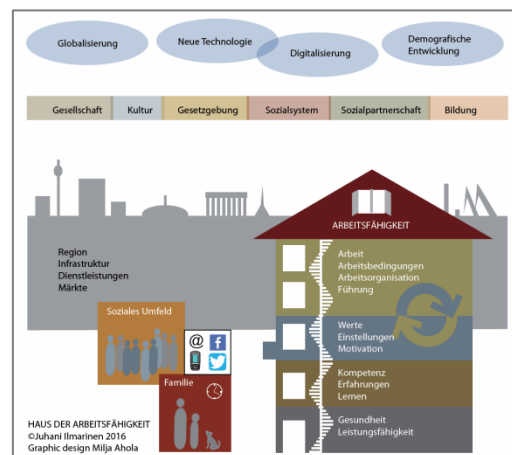 Globalisierung
Neue Technologie
Digitalisierung
Demografische
Entwicklung
Gesellschaft
Kultur
Gesetzgebung
Sozialsystem
Sozialpartnerschaft
Bildung
ARBEITSFÄHIGKEIT
Region
Infrastruktur
Dienstleistungen
Märkte
Arbeit
Arbeitsbedingungen
Arbeitsorganisation
Führung
Soziales Umfeld
@ f
Werte
Einstellungen
Motivation
Familie
Kompetenz
Erfahrungen
Lernen
Gesundheit
Leistungsfähigkeit
HAUS DER ARBEITSFÄHIGKEIT
©Juhani Ilmarinen 2016
Graphic design Milja Ahola